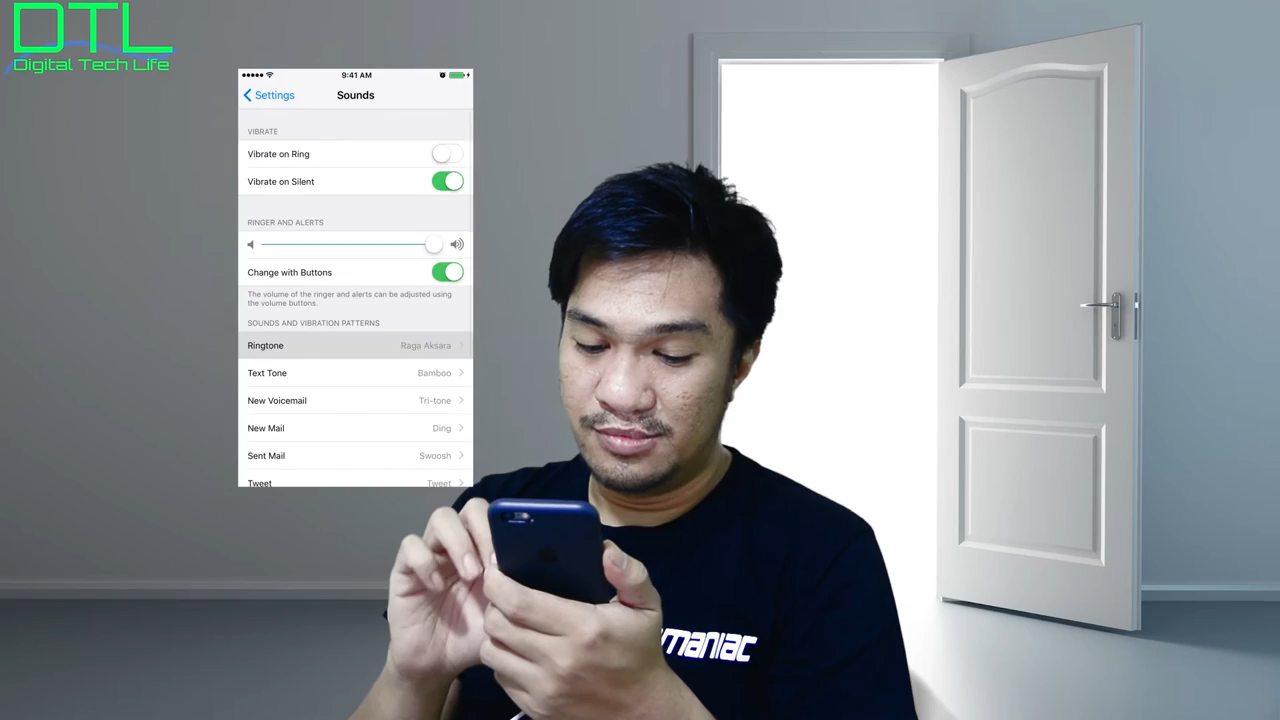 DTL
Digital Tech Life
9:41 AM
Settings
Sounds
VIBRATE
Vibrate on Ring
Vibrate on Silent
RINGER AND ALERTS
Change with Buttons
The volume of the ringer and alerts can be adjusted using
the volume buttons.
SOUNDS AND VIBRATION PATTERNS
Ringtone Raga Aksara
Text Tone Bamboo
New Voicemail Tri-tone
New Mail Ding
Sent Mail Swoosh
Tweet Tweet
maniac